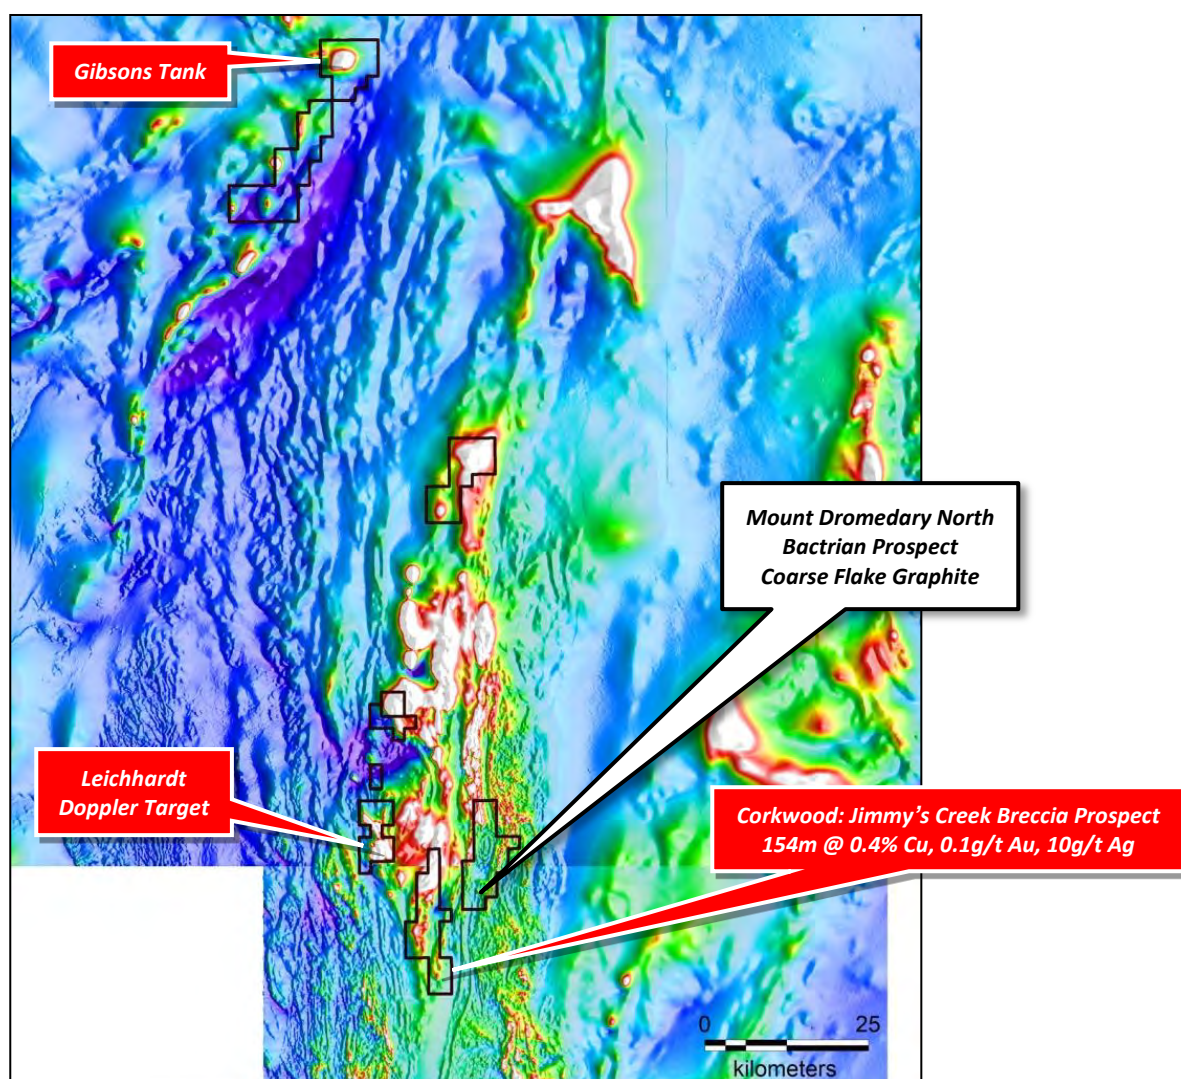 Gibsons Tank
Mount Dromedary North
Bactrian Prospect
Coarse Flake Graphite
Leichhardt
Doppler Target
Corkwood: Jimmy’s Creek Breccia Prospect
154m @ 0.4% Cu, 0.1g/t Au, 10g/t Ag
0 25
kilometers